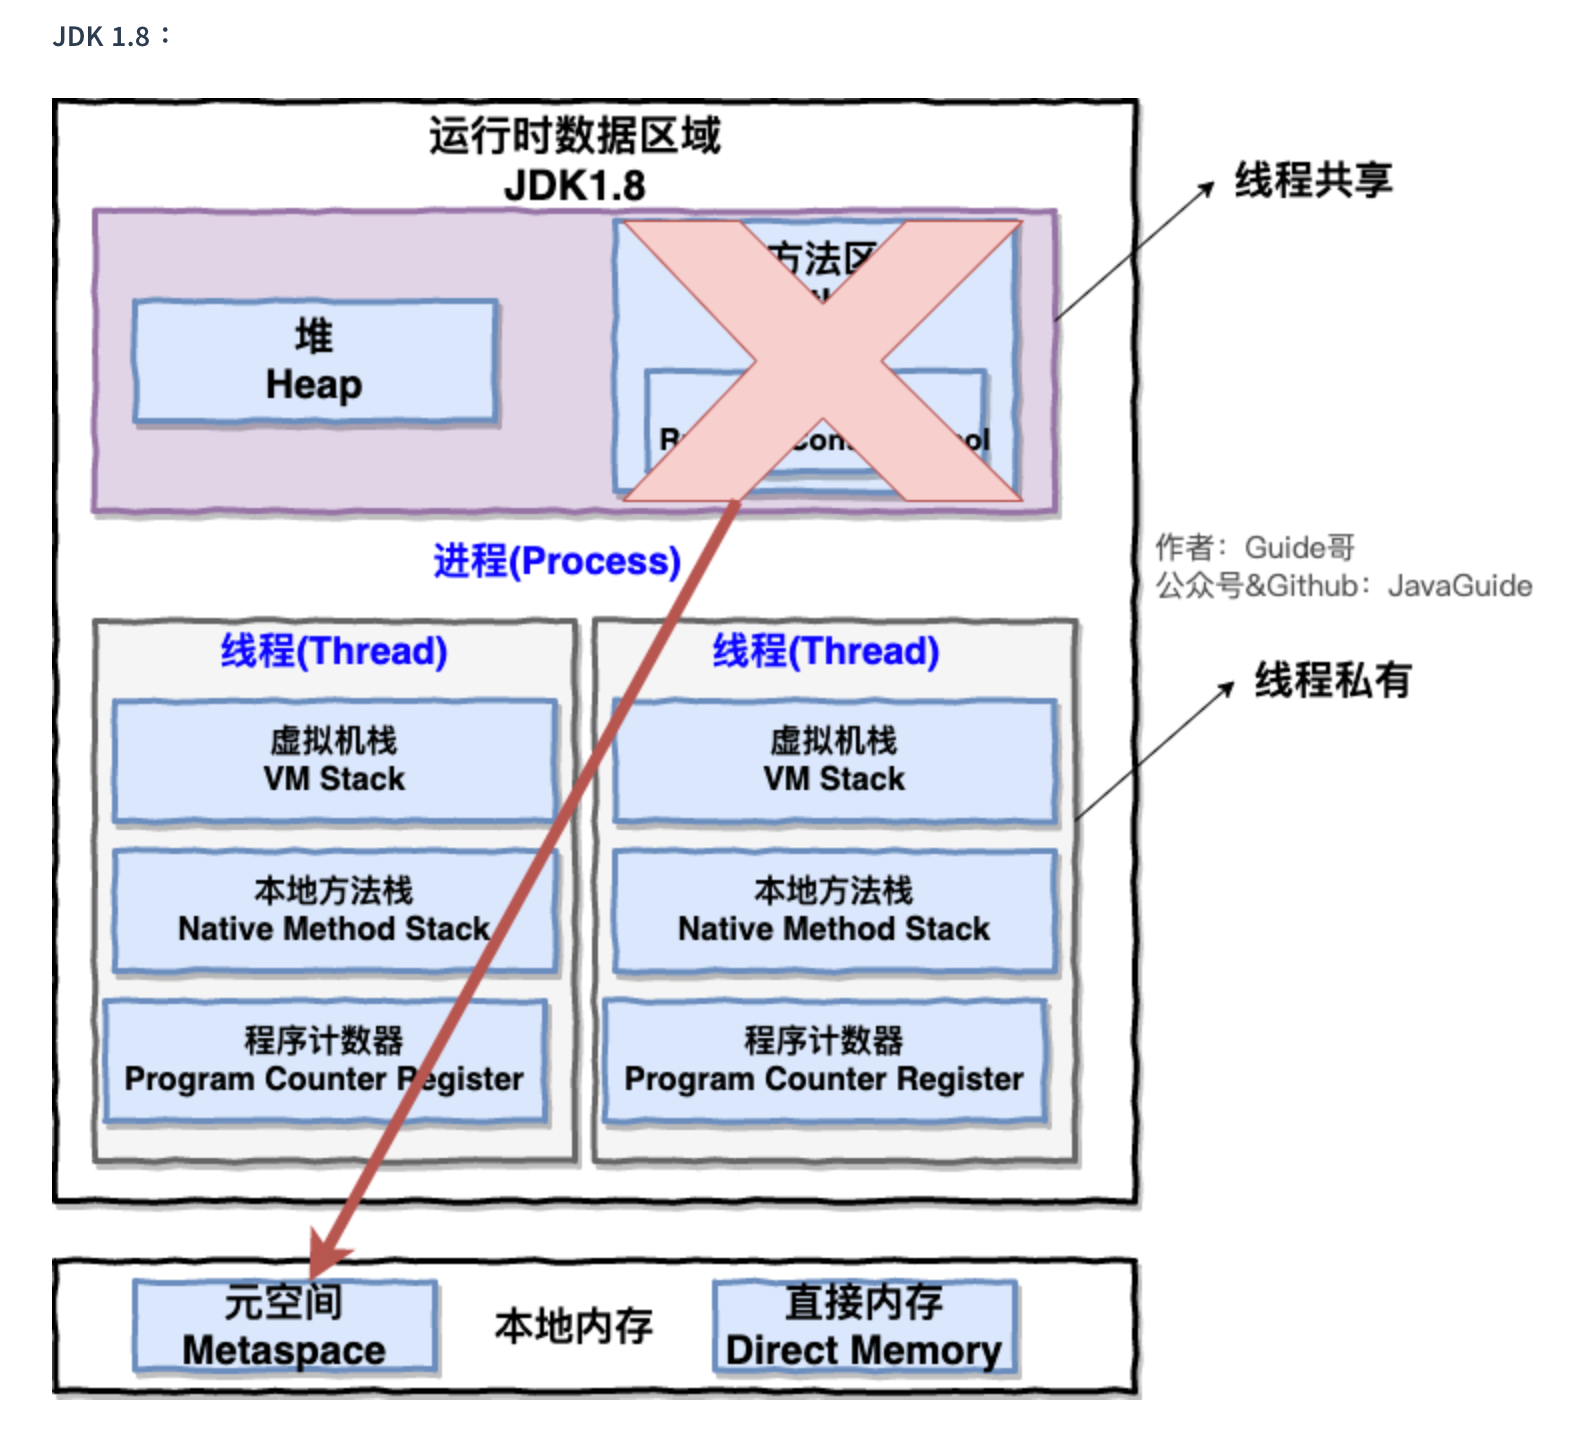 JDK 1.8：
运行时数据区域
JDK1.8
线程共享
方法区
堆
Heap
进程(Process)
作者：Guide哥
公众号&Github：JavaGuide
线程(Thread)
线程(Thread)
线程私有
虚拟机栈
VM Stack
虚拟机栈
VM Stack
本地方法栈
Native Method Stack
本地方法栈
Native Method Stack
程序计数器
Program Counter Register
程序计数器
Program Counter Register
元空间
Metaspace
本地内存
直接内存
Direct Memory